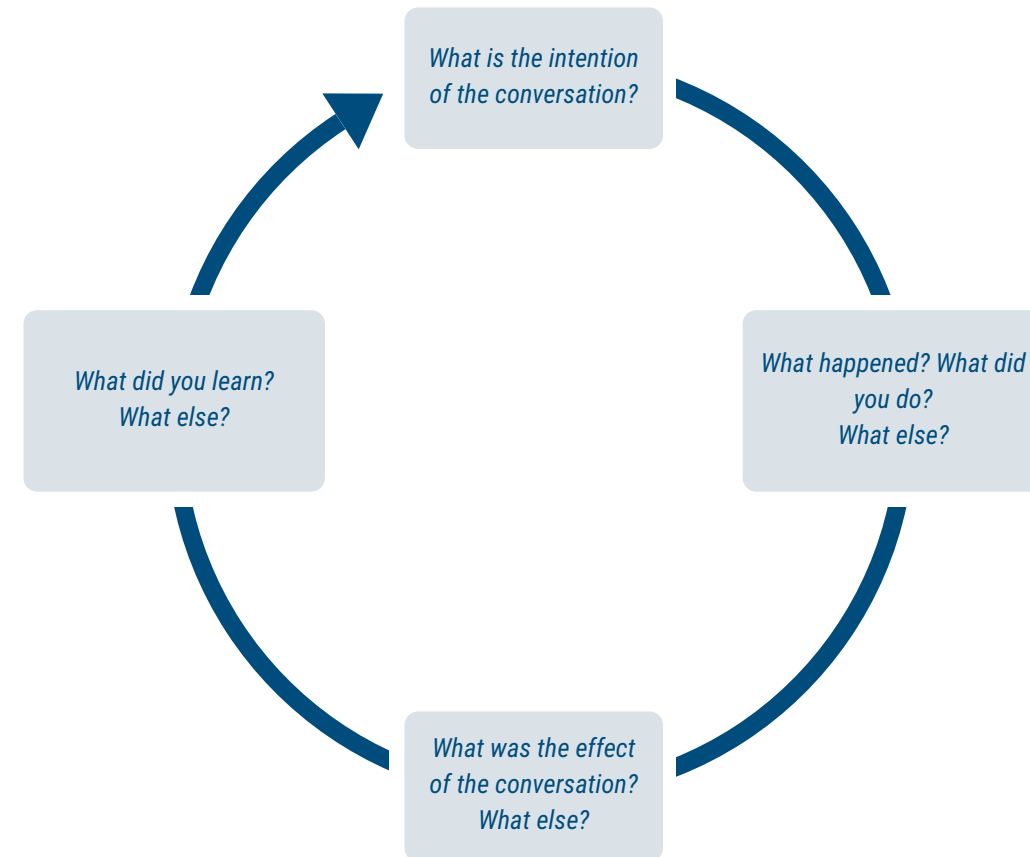 What is the intention
of the conversation?
What happened? What did
you do?
What else?
What was the effect
of the conversation?
What else?
What did you learn?
What else?